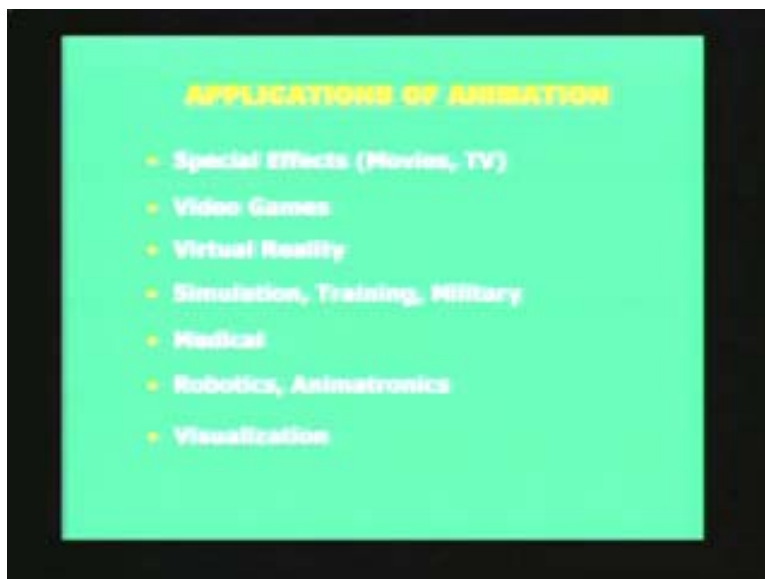 APPLICATIONS OF ANIMATION
Special Effects (Movies, TV)
Video Games
Virtual Reality
Simulation, Training, Military
Medical
Robotics, Animatronics
Visualization